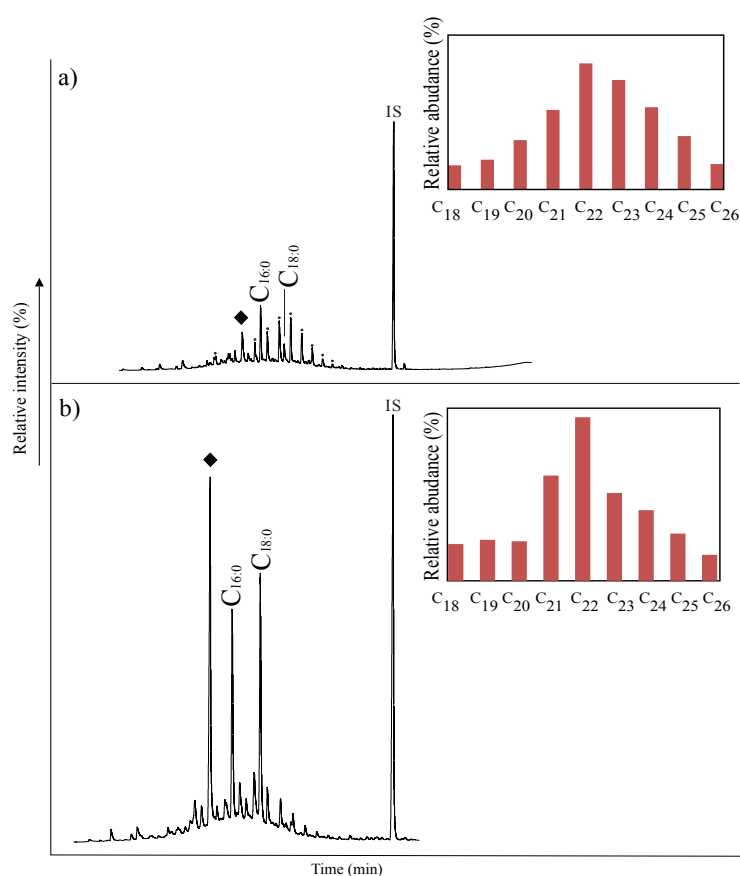 a)
IS
C16:0
C18:0
Relative abudance (%)
C18 C19 C20 C21 C22 C23 C24 C25 C26
Relative intensity (%)
b)
IS
C16:0
C18:0
Relative abudance (%)
C18 C19 C20 C21 C22 C23 C24 C25 C26
Time (min)